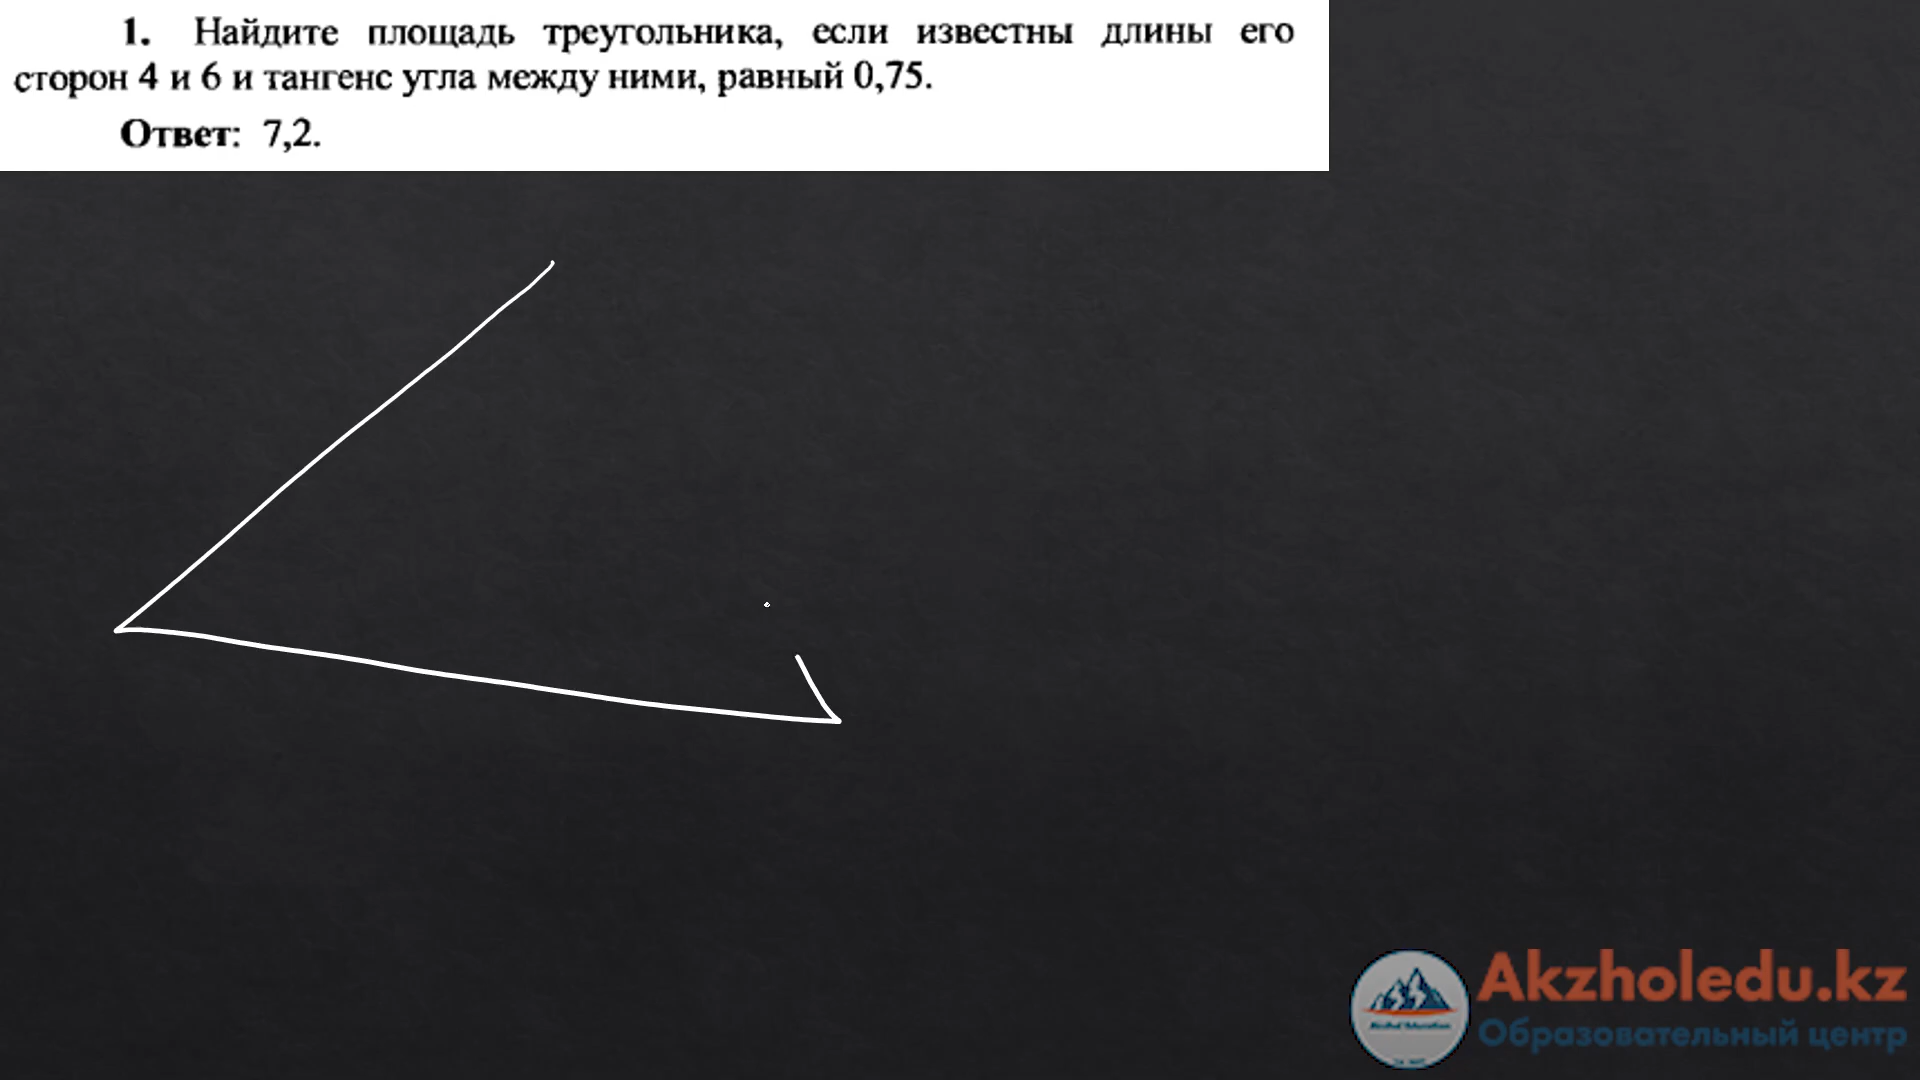 1. Найдите площадь треугольника, если известны длины его
сторон 4 и 6 и тангенс угла между ними, равный 0,75.
Ответ: 7,2.
Akzholedu.kz
Образовательный центр